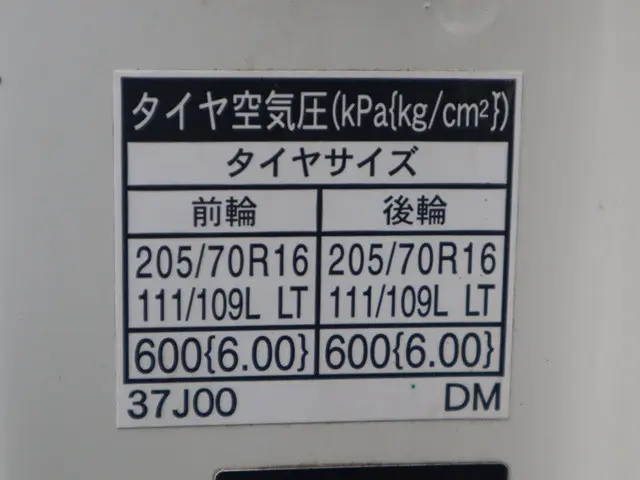 タイヤ空気圧(kPa{kg/cm²})
タイヤサイズ
前輪 後輪
205/70R16 205/70R16
111/109L LT 111/109L LT
600{6.00} 600{6.00}
37J00 DM